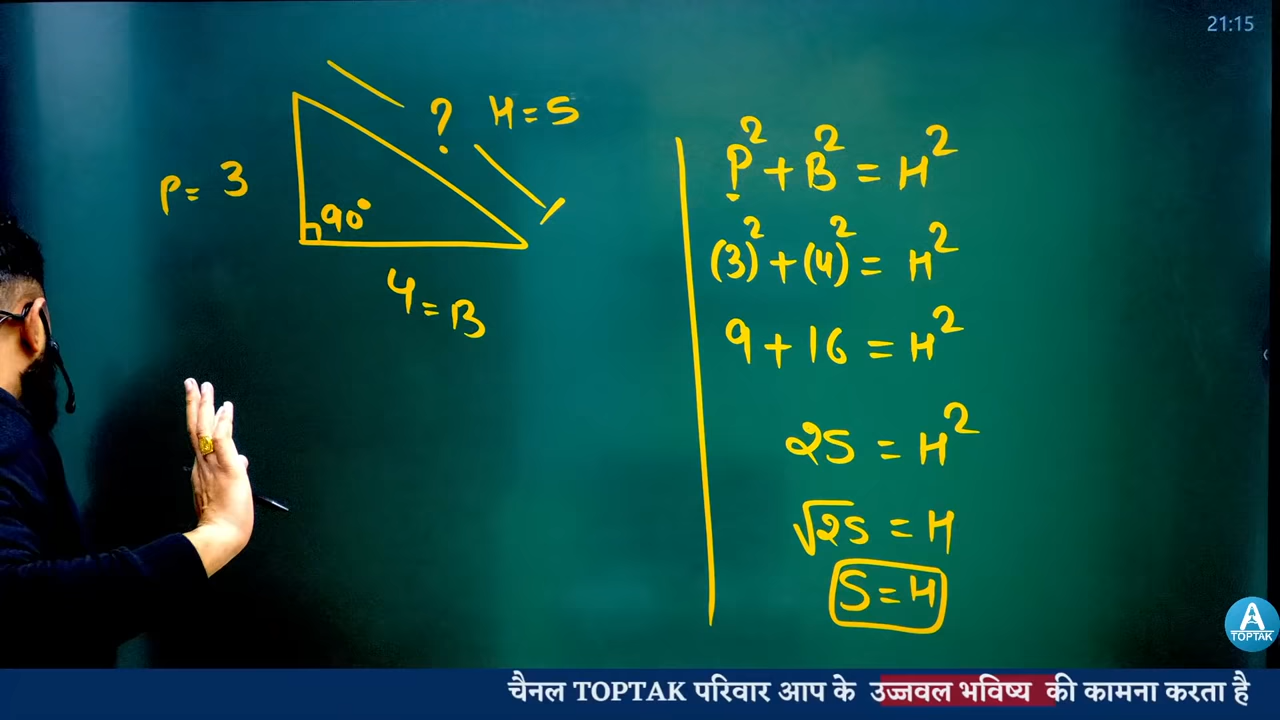 21:15
? H = 5
P = 3
90°
4 = B
P² + B² = H²
(3)² + (4)² = H²
9 + 16 = H²
25 = H²
√25 = H
5 = H
A
TOPTAK
चैनल TOPTAK परिवार आप के उज्जवल भविष्य की कामना करता है